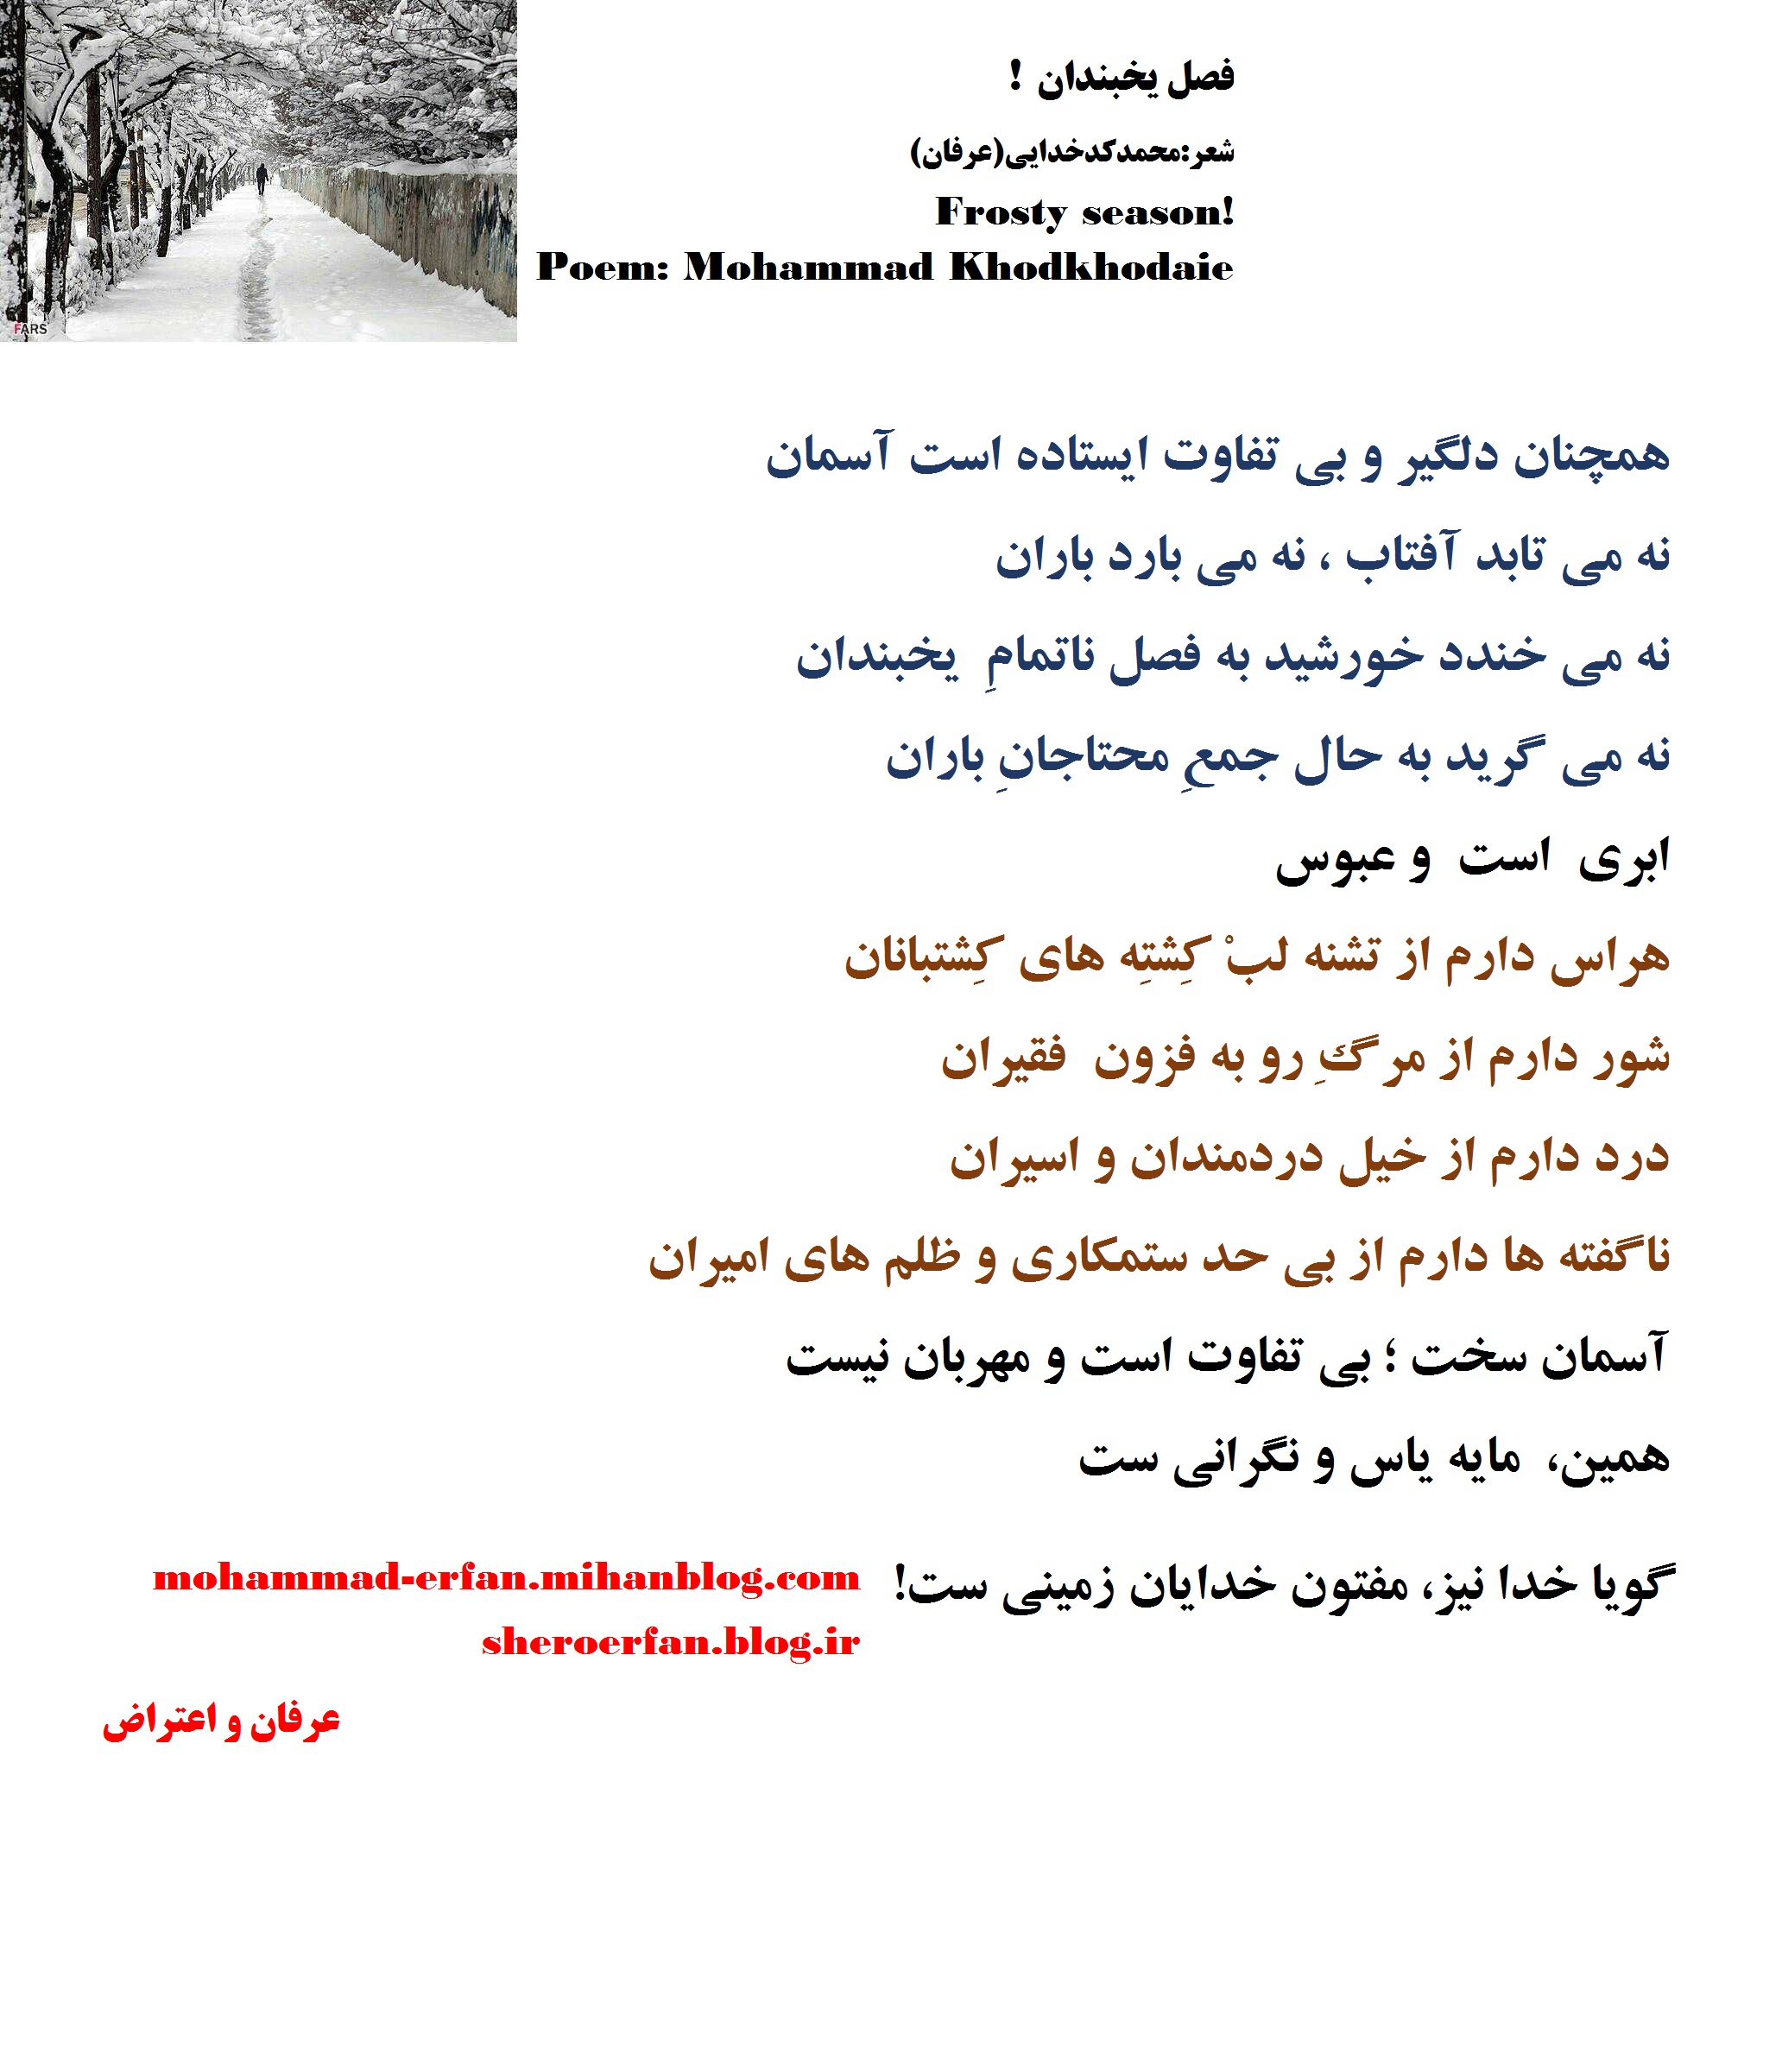 فصل یخبندان !
شعر:محمدکدخدایی(عرفان)
Frosty season!
Poem: Mohammad Khodkhodaie
FARS
همچنان دلگیر و بی تفاوت ایستاده است آسمان
نه می تابد آفتاب ، نه می بارد باران
نه می خندد خورشید به فصل ناتمامِ یخبندان
نه می گرید به حال جمعِ محتاجانِ باران
ابری است و عبوس
هراس دارم از تشنه لبْ کِشتِه های کِشتبانان
شور دارم از مرگِ رو به فزون فقیران
درد دارم از خیل دردمندان و اسیران
ناگفته ها دارم از بی حد ستمکاری و ظلم های امیران
آسمان سخت ؛ بی تفاوت است و مهربان نیست
همین، مایه یاس و نگرانی ست
گویا خدا نیز، مفتون خدایان زمینی ست!
mohammad-erfan.mihanblog.com
sheroerfan.blog.ir
عرفان و اعتراض